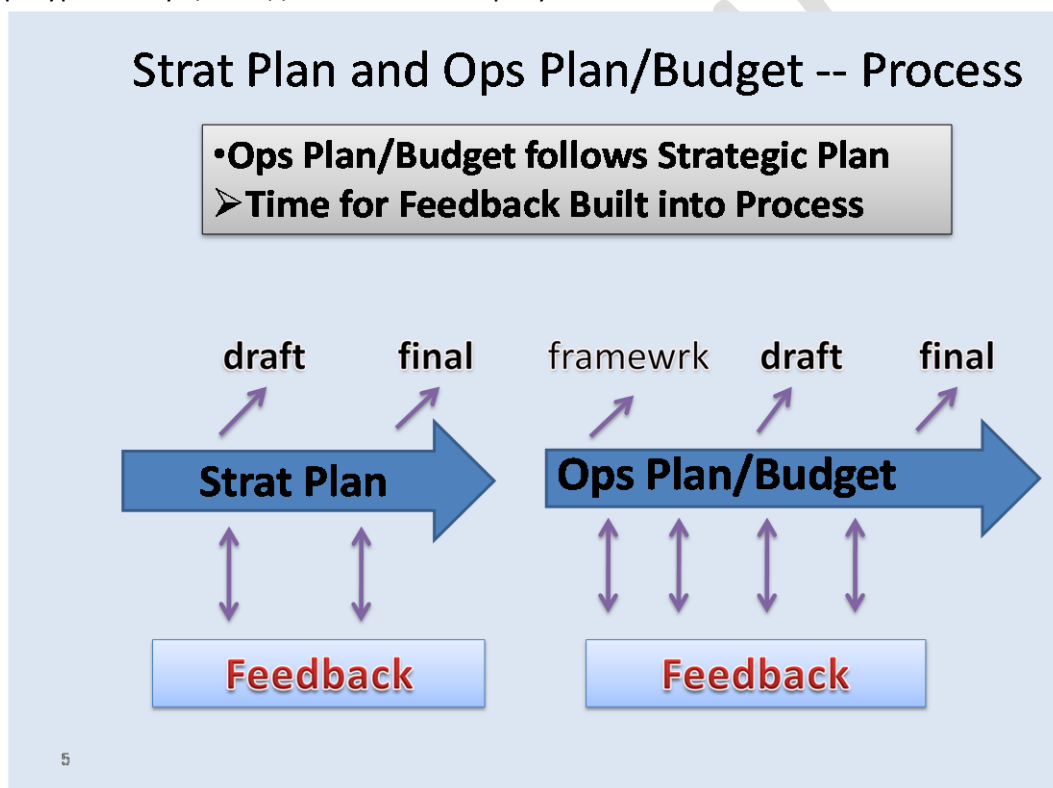 Strat Plan and Ops Plan/Budget -- Process
•Ops Plan/Budget follows Strategic Plan
➢Time for Feedback Built into Process
draft final framewrk draft final
Strat Plan Ops Plan/Budget
Feedback Feedback
5